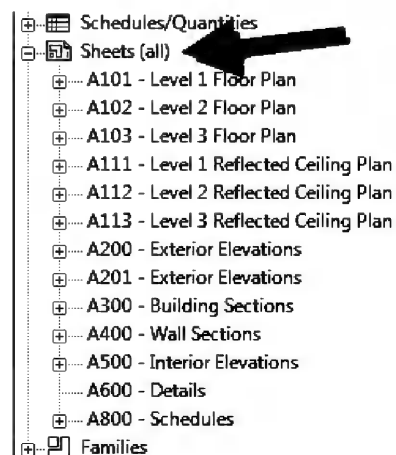 Schedules/Quantities
Sheets (all)
A101 - Level 1 Floor Plan
A102 - Level 2 Floor Plan
A103 - Level 3 Floor Plan
A111 - Level 1 Reflected Ceiling Plan
A112 - Level 2 Reflected Ceiling Plan
A113 - Level 3 Reflected Ceiling Plan
A200 - Exterior Elevations
A201 - Exterior Elevations
A300 - Building Sections
A400 - Wall Sections
A500 - Interior Elevations
A600 - Details
A800 - Schedules
Families